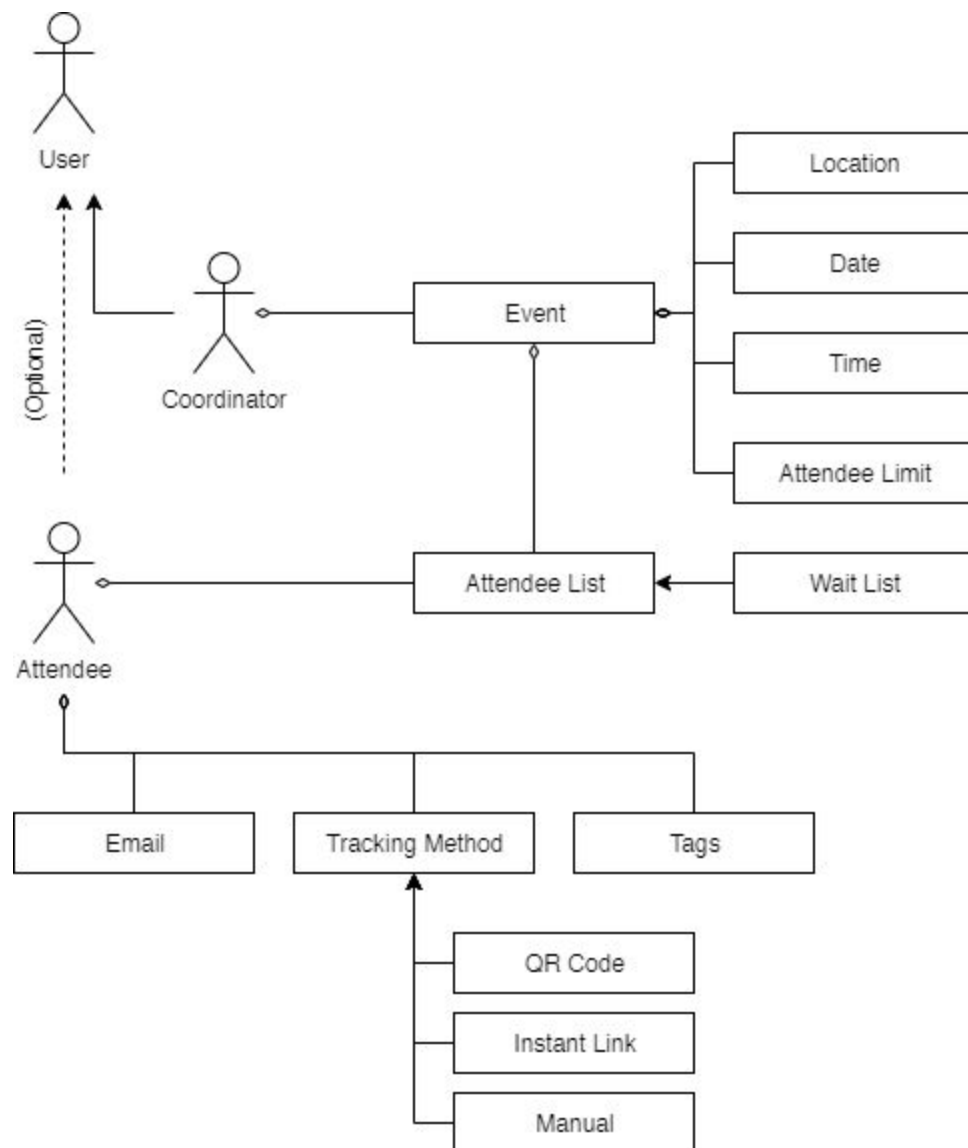 User
Location
Date
Event
Time
(Optional)
Coordinator
Attendee Limit
Attendee List
Wait List
Attendee
Email
Tracking Method
Tags
QR Code
Instant Link
Manual